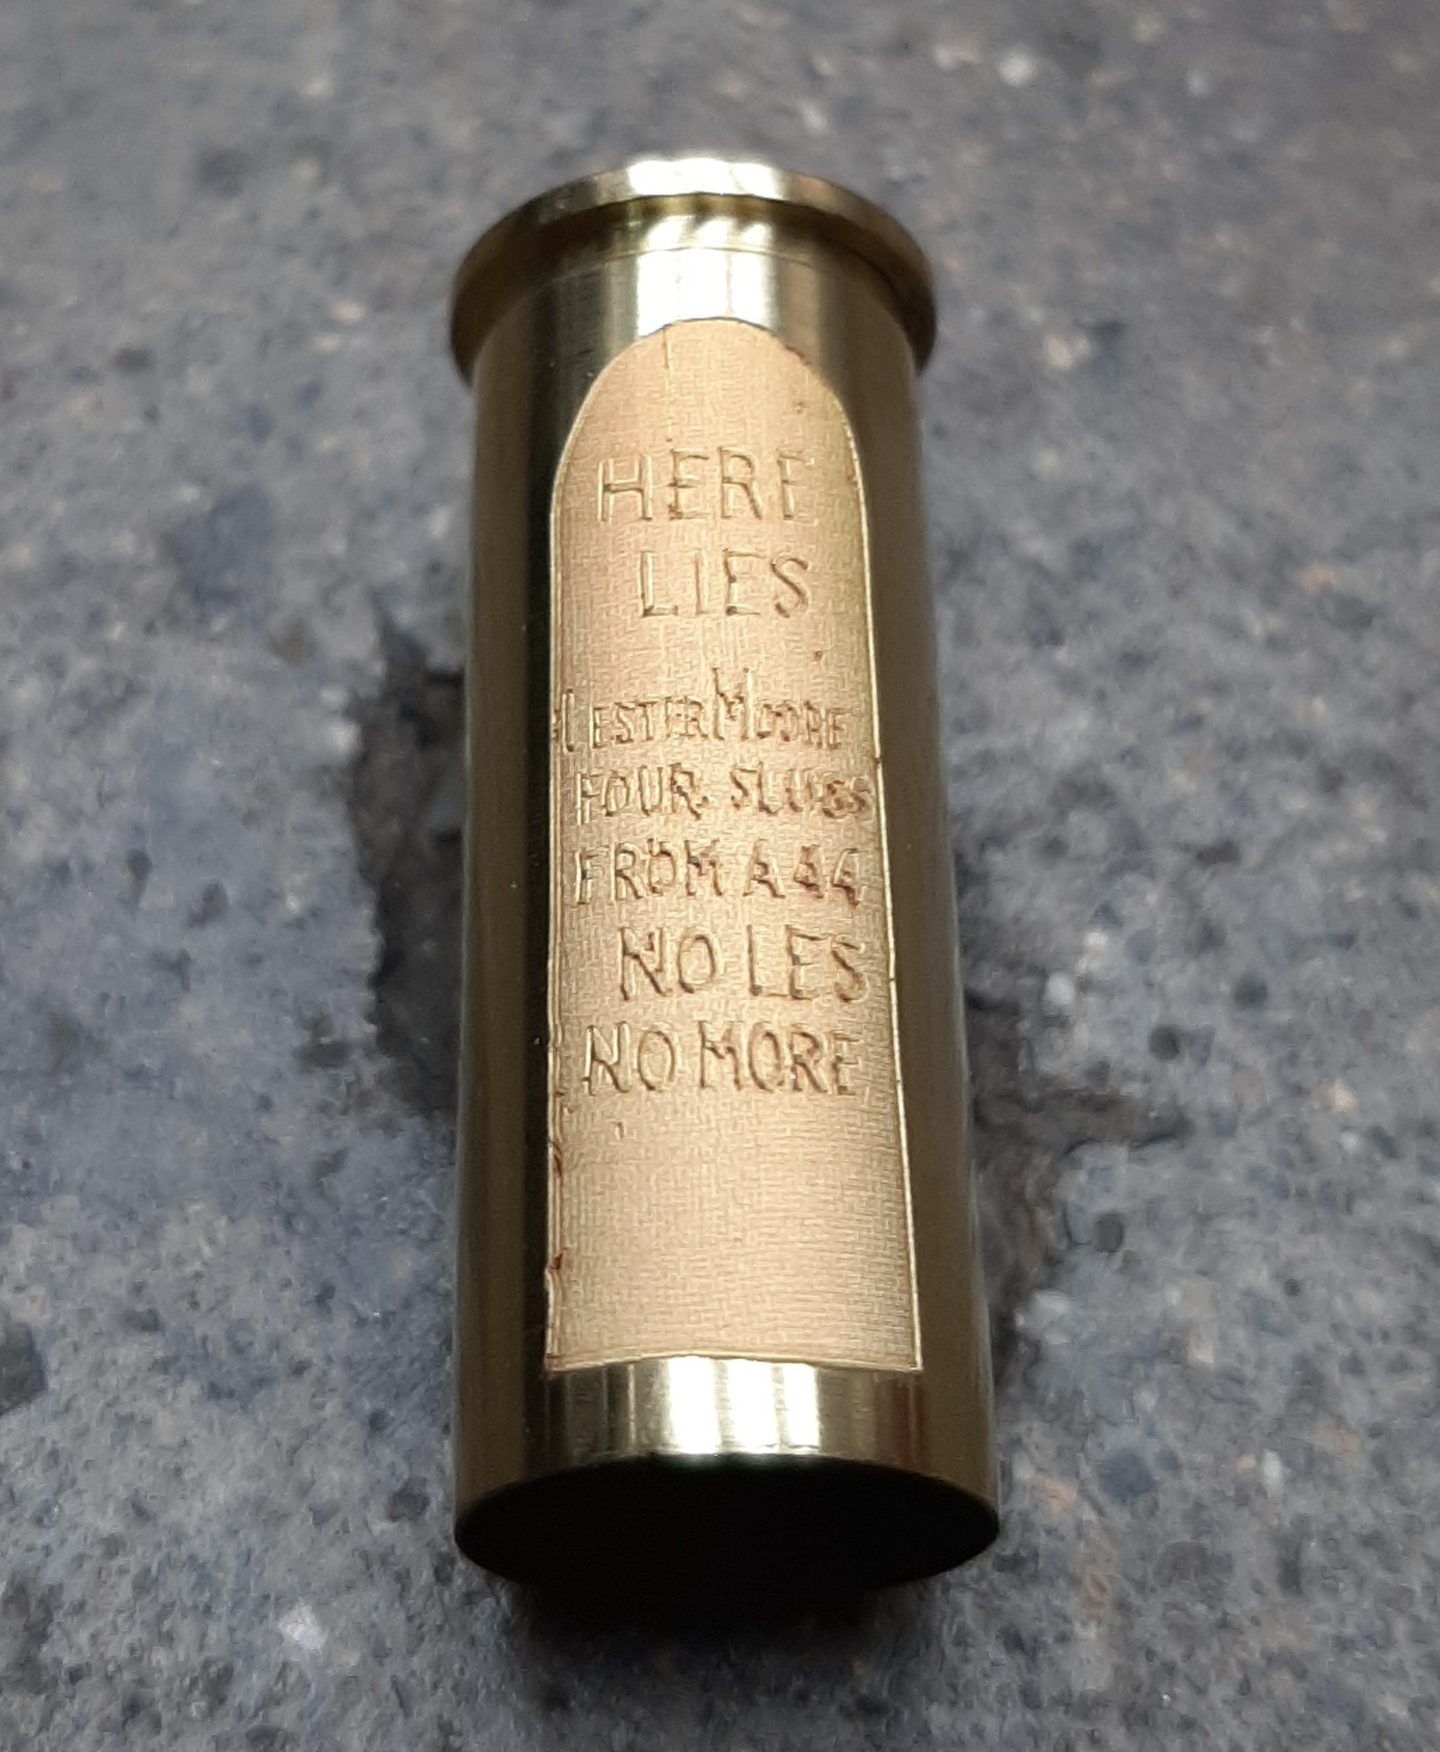 HERE
LIES
LESTER MOORE
FOUR SLUGS
FROM A 44
NO LES
NO MORE